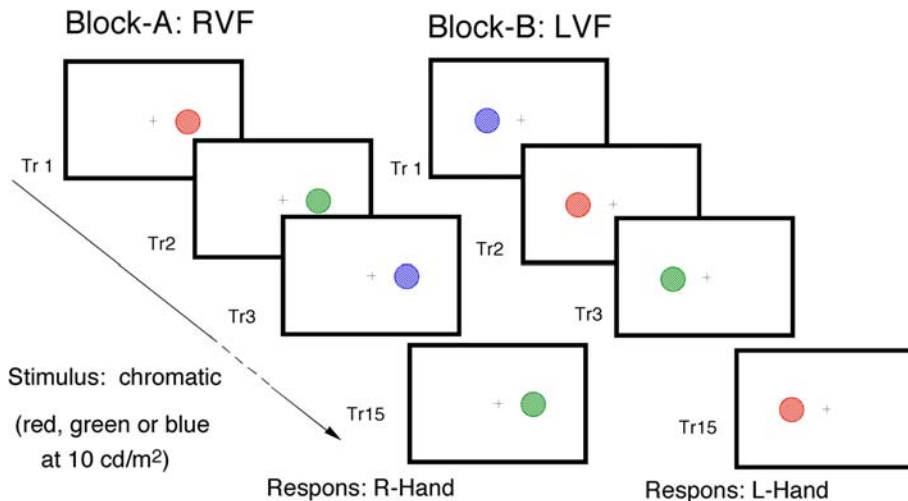 Block-A: RVF
Block-B: LVF
Tr 1
Tr 1
Tr2
Tr2
Tr3
Tr3
Stimulus: chromatic
(red, green or blue
at 10 cd/m²)
Tr15
Tr15
Respons: R-Hand
Respons: L-Hand